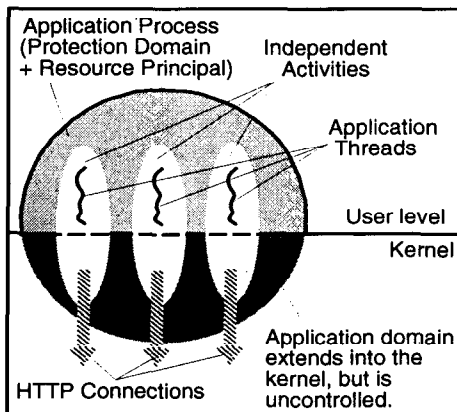 Application Process
(Protection Domain
+ Resource Principal)
Independent
Activities
Application
Threads
User level
Kernel
Application domain
extends into the
kernel, but is
uncontrolled.
HTTP Connections